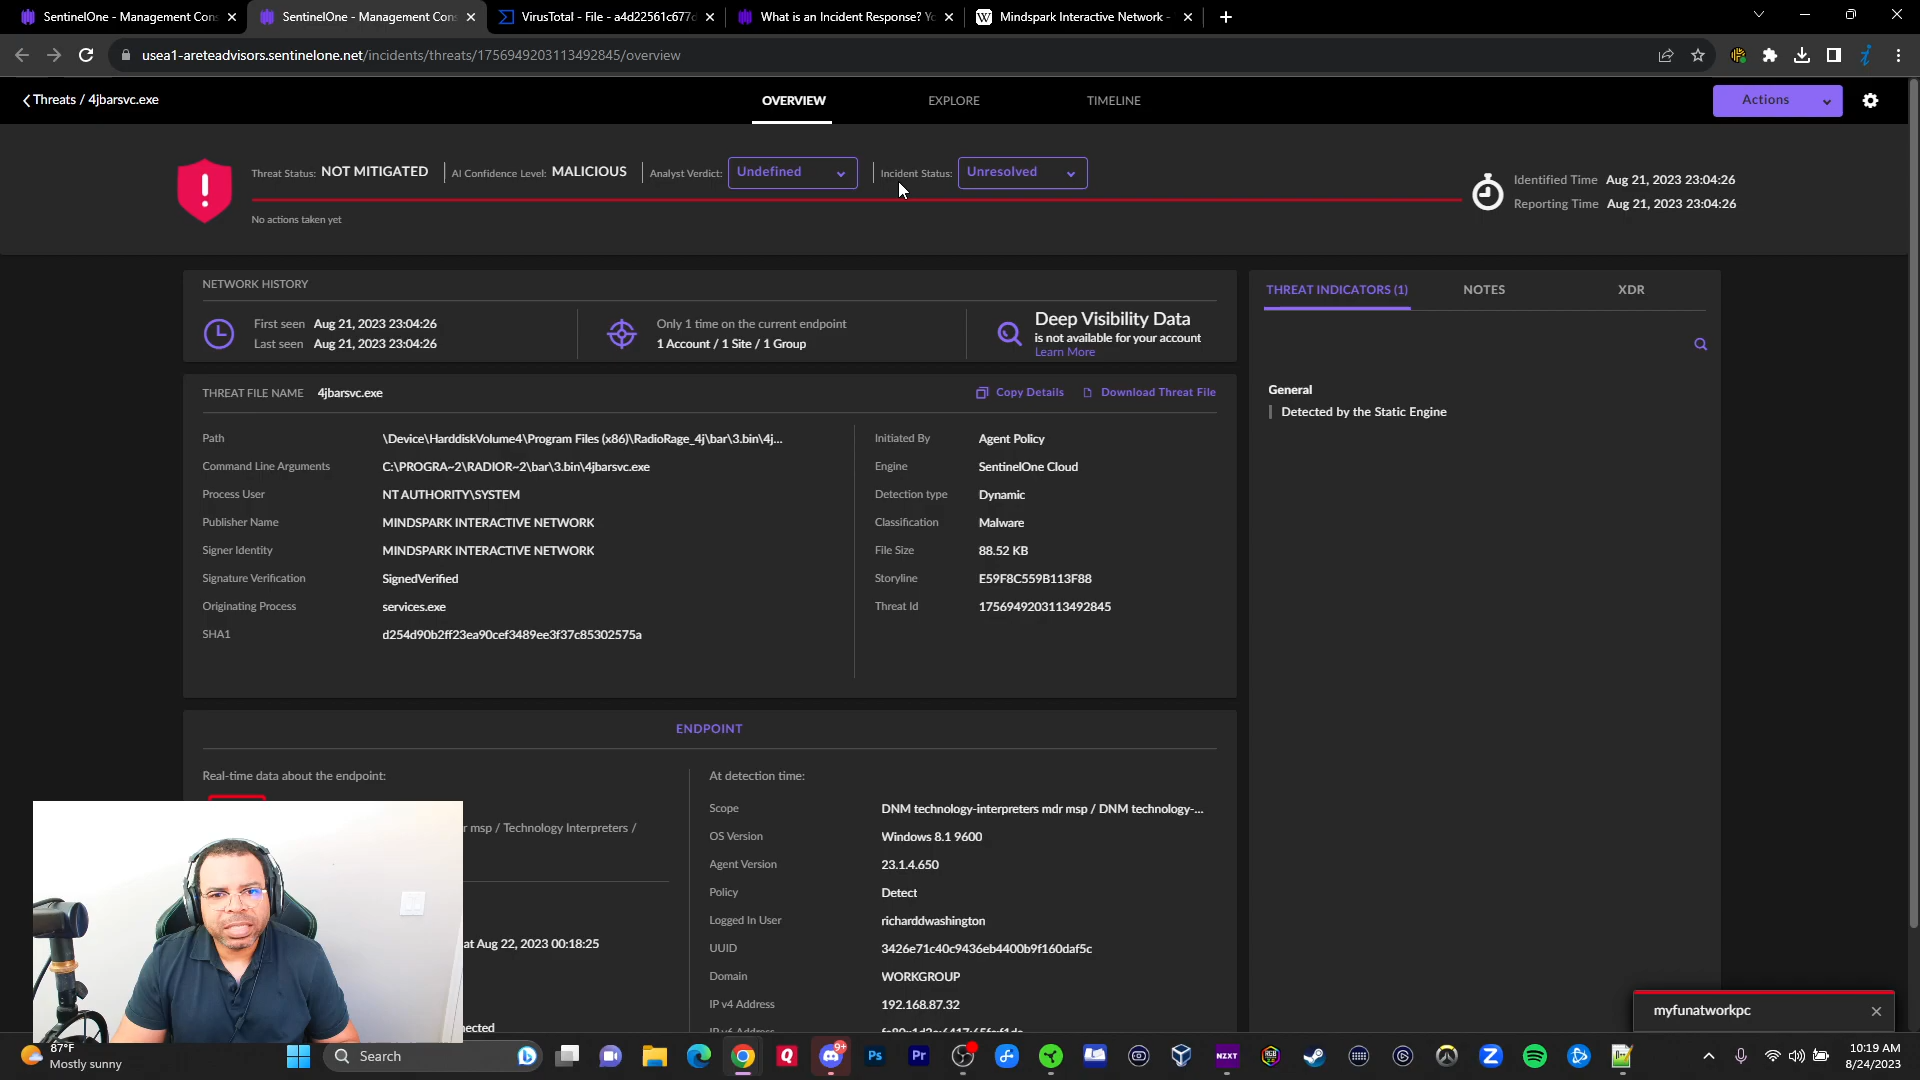 SentinelOne - Management Cons
SentinelOne - Management Cons
VirusTotal - File - a4d22561c677d
What is an Incident Response? Yo
Mindspark Interactive Network -
usea1-areteadvisors.sentinelone.net/incidents/threats/1756949203113492845/overview
Threats / 4jbarsvc.exe
OVERVIEW
EXPLORE
TIMELINE
Actions
Threat Status: NOT MITIGATED
AI Confidence Level: MALICIOUS
Analyst Verdict: Undefined
Incident Status: Unresolved
No actions taken yet
Identified Time Aug 21, 2023 23:04:26
Reporting Time Aug 21, 2023 23:04:26
NETWORK HISTORY
First seen Aug 21, 2023 23:04:26
Last seen Aug 21, 2023 23:04:26
Only 1 time on the current endpoint
1 Account / 1 Site / 1 Group
Deep Visibility Data
is not available for your account
Learn More
THREAT INDICATORS (1)
NOTES
XDR
General
Detected by the Static Engine
THREAT FILE NAME 4jbarsvc.exe
Copy Details
Download Threat File
Path \Device\HarddiskVolume4\Program Files (x86)\RadioRage_4j\bar\3.bin\4j...
Command Line Arguments C:\PROGRA~2\RADIOR~2\bar\3.bin\4jbarsvc.exe
Process User NT AUTHORITY\SYSTEM
Publisher Name MINDSPARK INTERACTIVE NETWORK
Signer Identity MINDSPARK INTERACTIVE NETWORK
Signature Verification SignedVerified
Originating Process services.exe
SHA1 d254d90b2ff23ea90cef3489ee3f37c85302575a
Initiated By Agent Policy
Engine SentinelOne Cloud
Detection type Dynamic
Classification Malware
File Size 88.52 KB
Storyline E59F8C559B113F88
Threat Id 1756949203113492845
ENDPOINT
Real-time data about the endpoint:
r msp / Technology Interpreters /
at Aug 22, 2023 00:18:25
nected
At detection time:
Scope DNM technology-interpreters mdr msp / DNM technology-...
OS Version Windows 8.1 9600
Agent Version 23.1.4.650
Policy Detect
Logged In User richarddwashington
UUID 3426e71c40c9436eb4400b9f160daf5c
Domain WORKGROUP
IP v4 Address 192.168.87.32
IP v6 Address
myfunatworkpc
87°F
Mostly sunny
Search
9+
Ps
Pr
NZXT
10:19 AM
8/24/2023